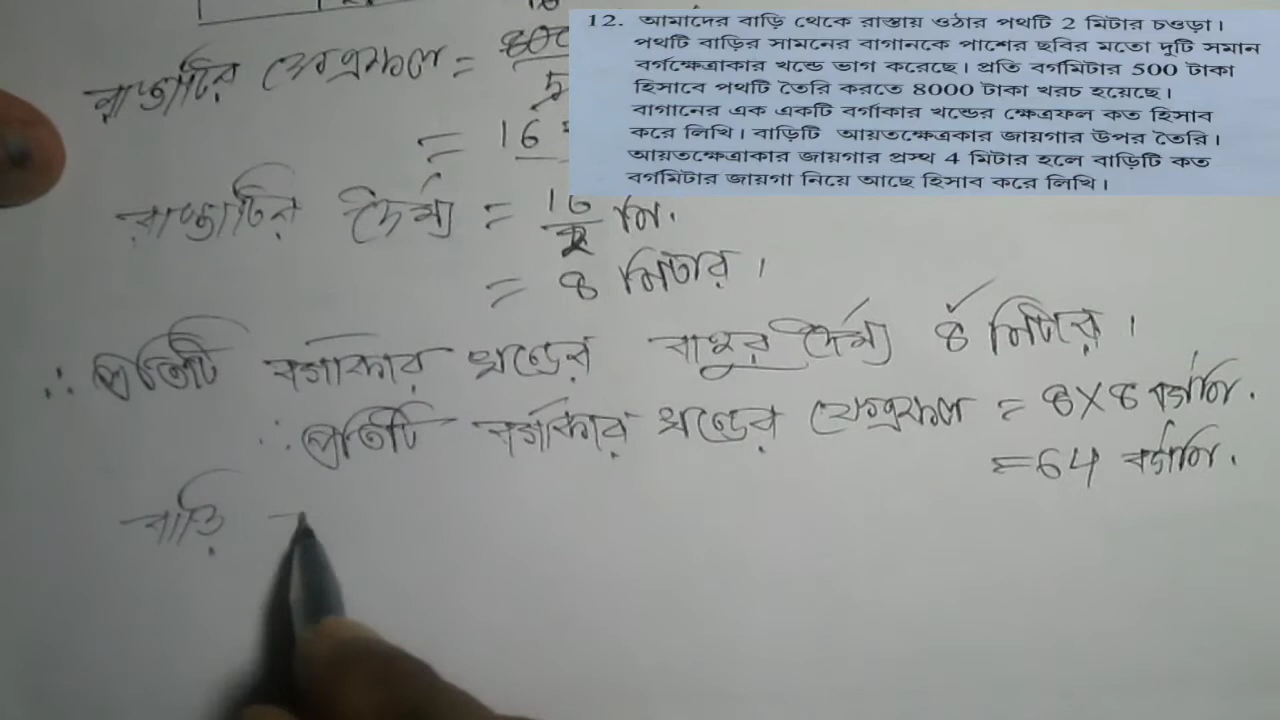 12. আমাদের বাড়ি থেকে রাস্তায় ওঠার পথটি 2 মিটার চওড়া।
পথটি বাড়ির সামনের বাগানকে পাশের ছবির মতো দুটি সমান
বর্গক্ষেত্রাকার খন্ডে ভাগ করেছে। প্রতি বর্গমিটার 500 টাকা
হিসাবে পথটি তৈরি করতে 8000 টাকা খরচ হয়েছে।
বাগানের এক একটি বর্গাকার খন্ডের ক্ষেত্রফল কত হিসাব
করে লিখি। বাড়িটি আয়তক্ষেত্রকার জায়গার উপর তৈরি।
আয়তক্ষেত্রাকার জায়গার প্রস্থ 4 মিটার হলে বাড়িটি কত
বর্গমিটার জায়গা নিয়ে আছে হিসাব করে লিখি।
রাস্তাটির ক্ষেত্রফল = 800
= 16
রাস্তাটির দৈর্ঘ্য = 16/2 মি.
= 8 মিটার।
∴ প্রতিটি বর্গাকার খন্ডের বাহুর দৈর্ঘ্য 8 মিটার।
∴ প্রতিটি বর্গাকার খন্ডের ক্ষেত্রফল = 8 × 8 বর্গমি.
= 64 বর্গমি.
বাড়ি